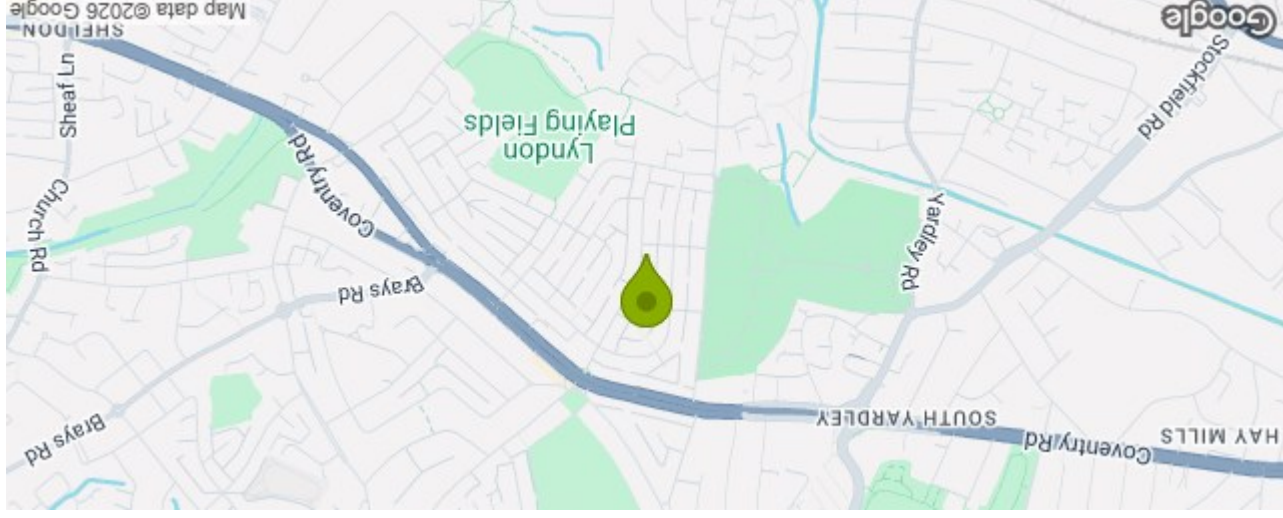 HAY MILLS
Coventry Rd
SOUTH YARDLEY
Brays Rd
Yardley Rd
Brays Rd
Church Rd
Coventry Rd
Lyndon
Playing Fields
Stockfield Rd
Sheaf Ln
SHELDON
Google
Map data ©2026 Google